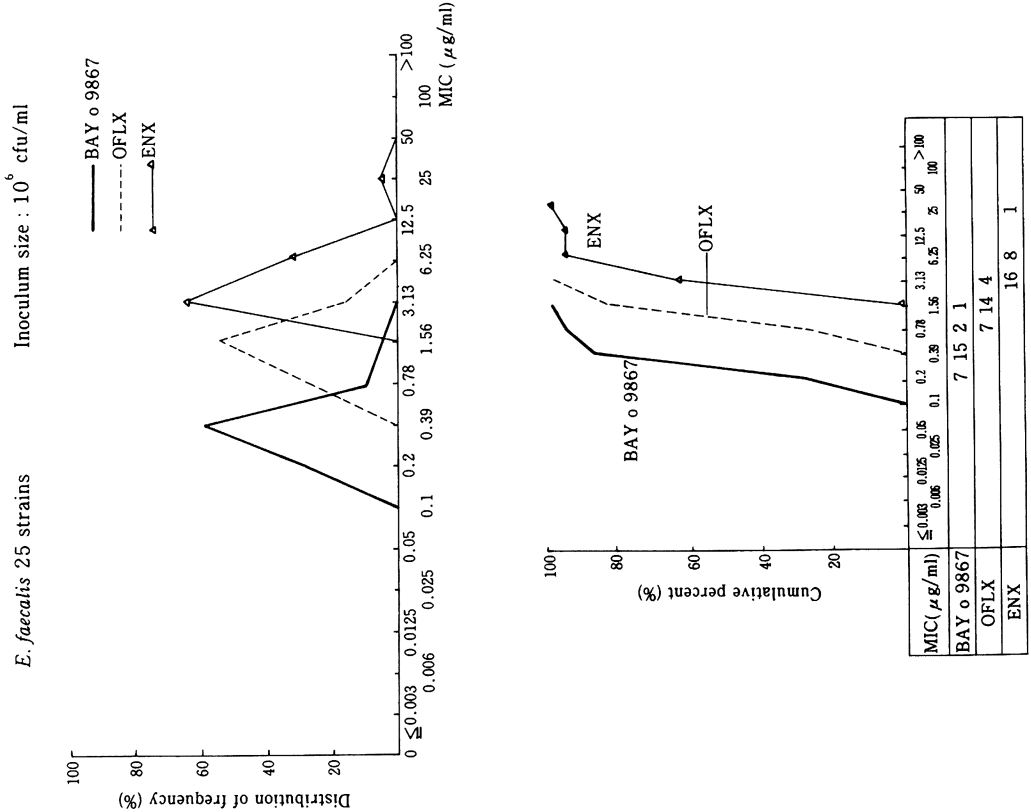 E. faecalis 25 strains Inoculum size : 10⁶ cfu/ml
BAY o 9867
OFLX
ENX
Distribution of frequency (%)
100
80
60
40
20
0 ≦0.003 0.006 0.0125 0.025 0.05 0.1 0.2 0.39 0.78 1.56 3.13 6.25 12.5 25 50 100 >100
MIC (μg/ml)
Cumulative percent (%)
100
80
60
40
20
BAY o 9867
OFLX
ENX
MIC(μg/ml) ≦0.003 0.006 0.0125 0.025 0.05 0.1 0.2 0.39 0.78 1.56 3.13 6.25 12.5 25 50 100 >100
BAY o 9867 7 15 2 1
OFLX 7 14 4
ENX 16 8 1